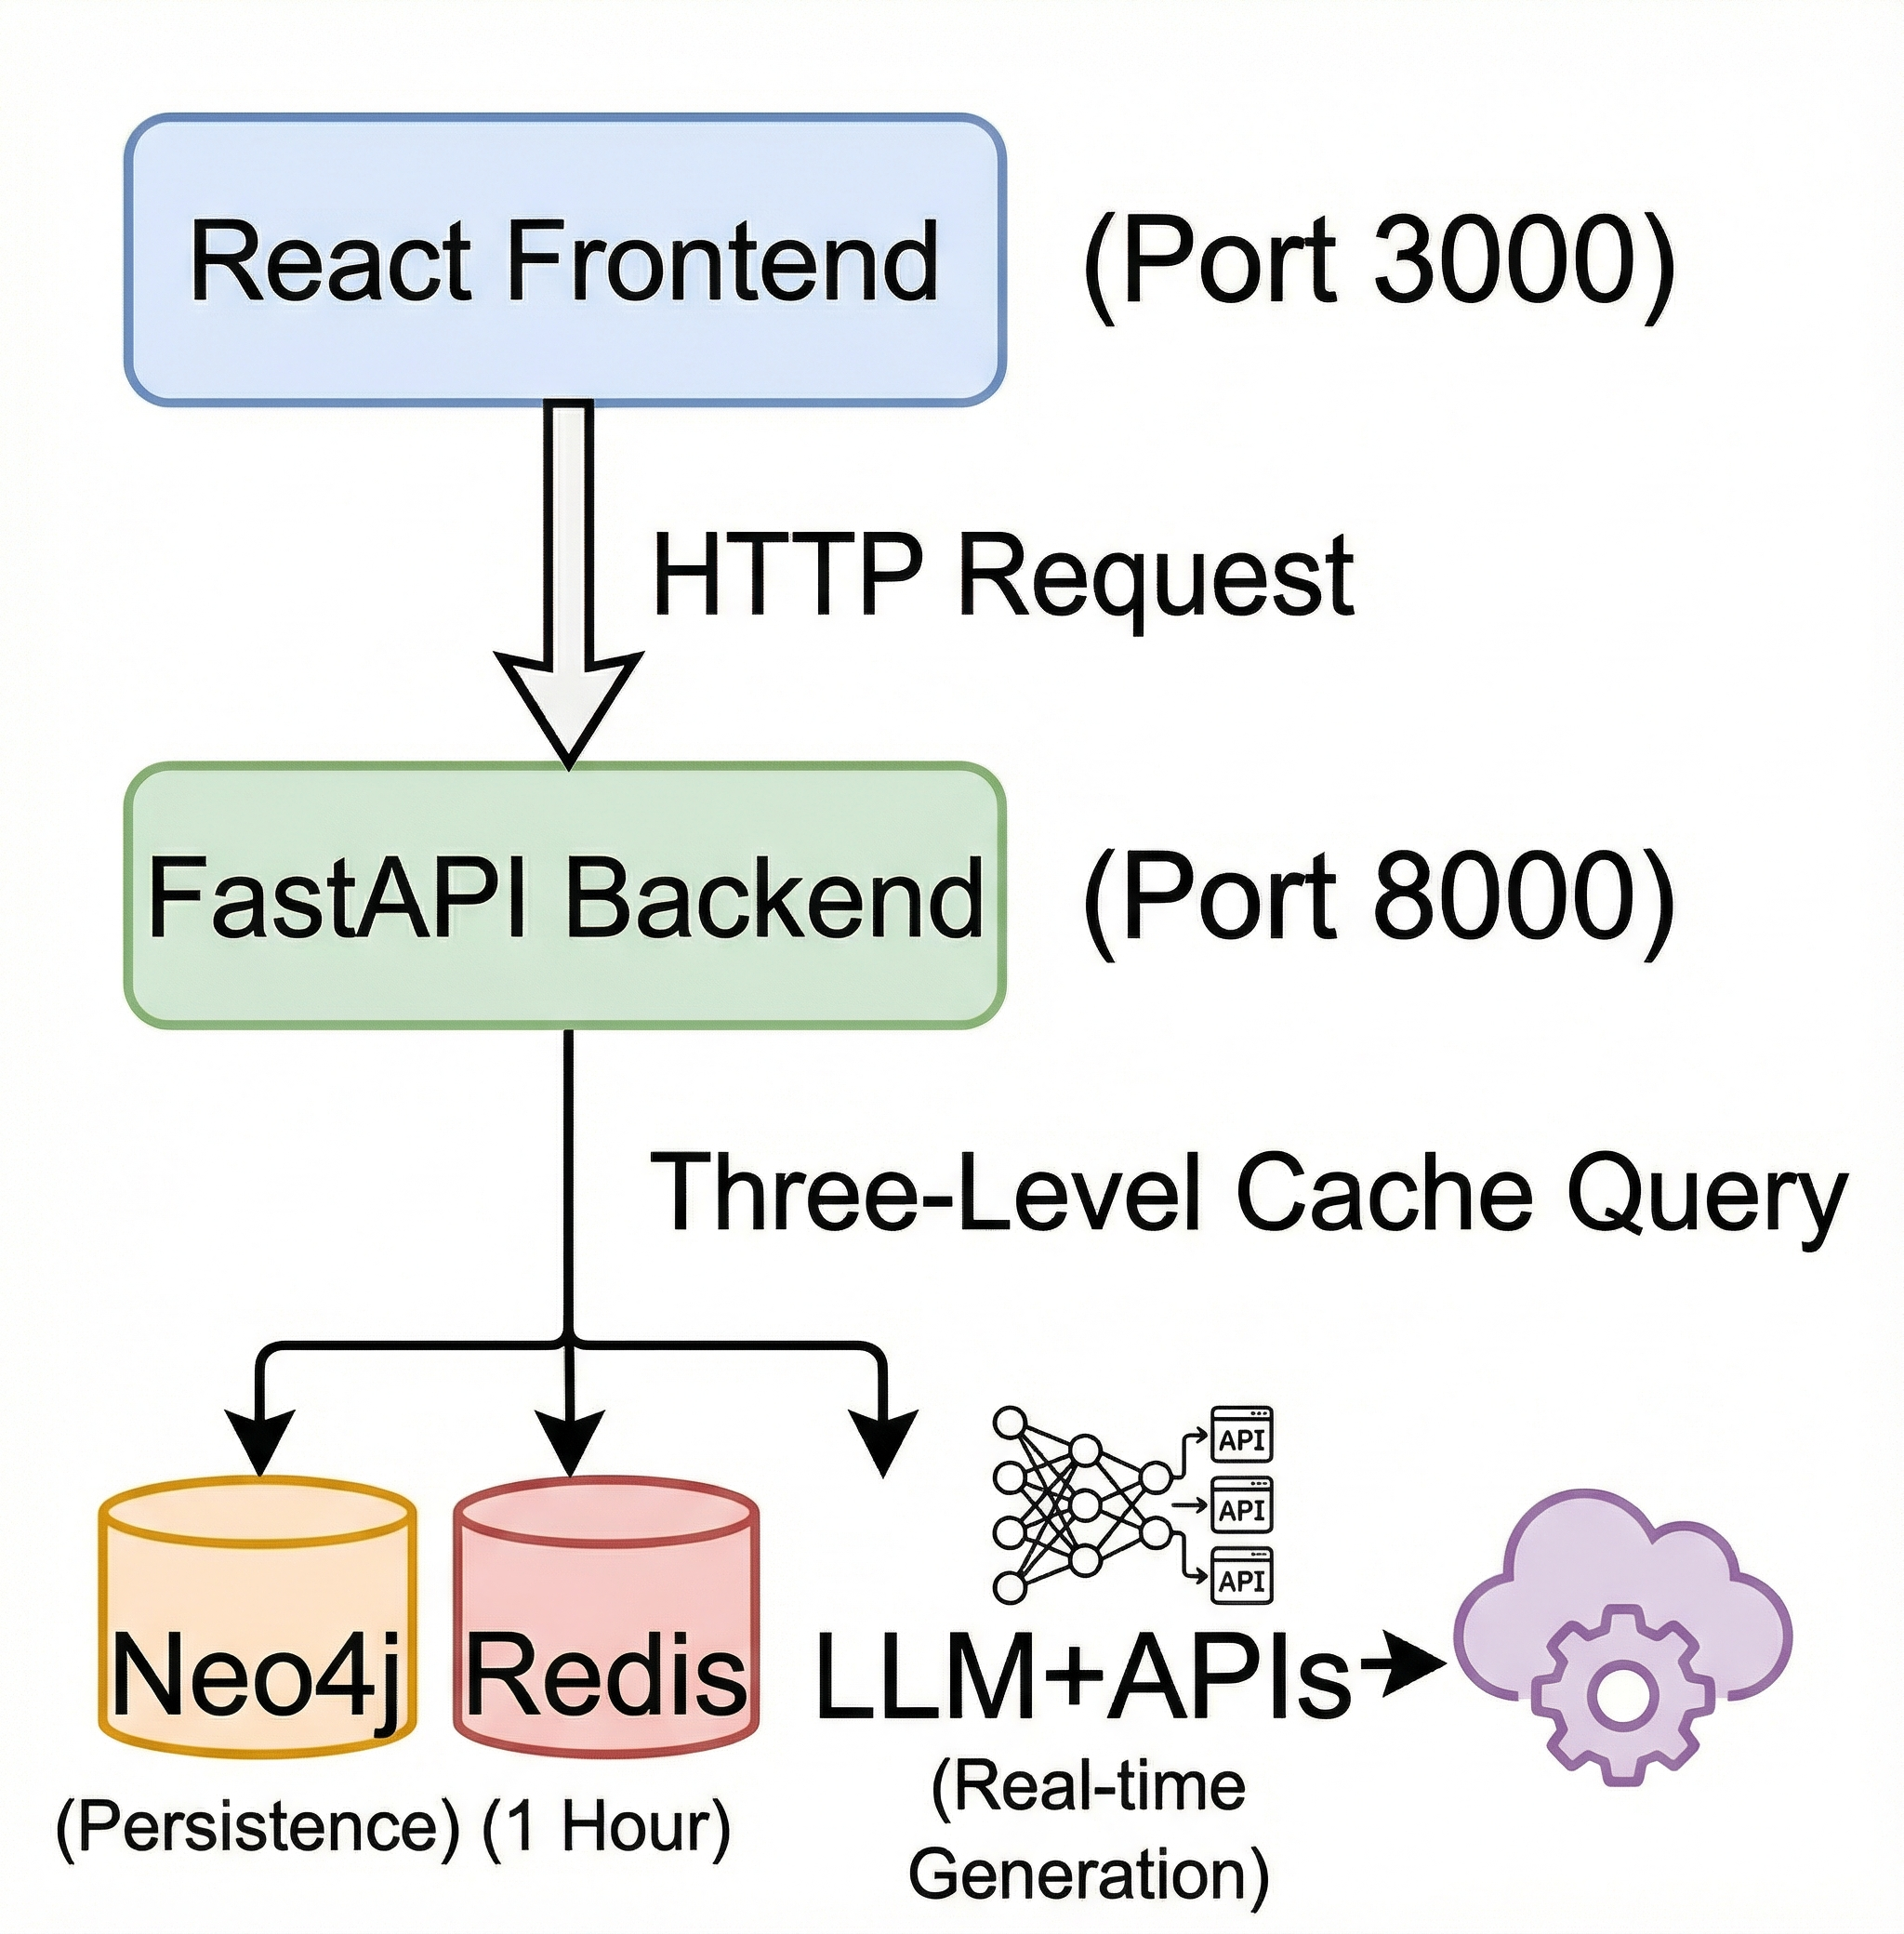 React Frontend
(Port 3000)
HTTP Request
FastAPI Backend
(Port 8000)
Three-Level Cache Query
API
API
API
Neo4j
Redis
LLM+APIs
(Persistence)
(1 Hour)
(Real-time
Generation)